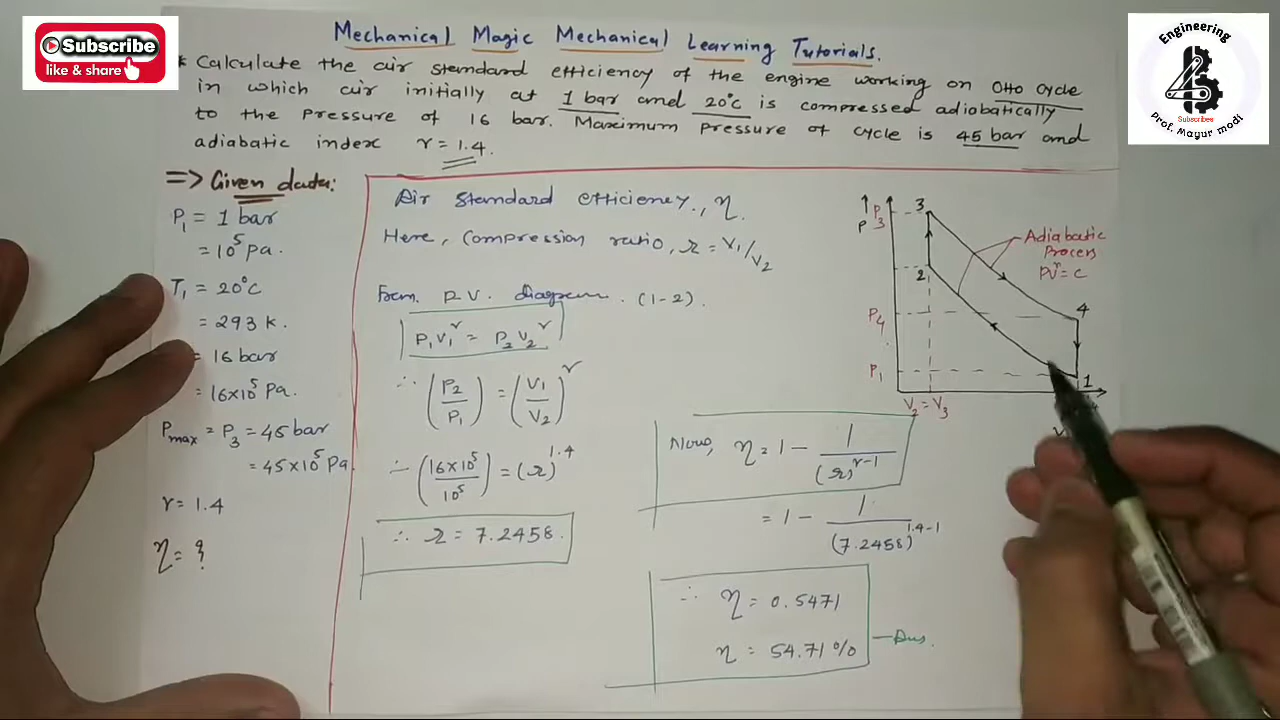 Subscribe
like & share
Engineering
Prof. Mayur modi
Subscribes
Mechanical Magic Mechanical Learning Tutorials.
* Calculate the air standard efficiency of the engine working on Otto cycle
in which air initially at 1 bar and 20°C is compressed adiobatically
to the pressure of 16 bar. Maximum pressure of cycle is 45 bar and
adiabatic index r = 1.4.
=> Given data:
P1 = 1 bar
= 10^5 pa.
T1 = 20°C
= 293 k.
= 16 bar
= 16×10^5 Pa.
Pmax = P3 = 45 bar
= 45×10^5 Pa
r = 1.4
η = ?
Air standard efficiency., η.
Here, Compression ratio, r = V1/V2
From P.V. diagram. (1-2).
P1V1^r = P2V2^r
∴ (P2/P1) = (V1/V2)^r
∴ (16×10^5/10^5) = (r)^1.4
∴ r = 7.2458.
Now, η = 1 - 1/(r)^r-1
= 1 - 1/(7.2458)^1.4-1
∴ η = 0.5471
η = 54.71 % — Ans.
P
P3
3
2
P4
4
P1
1
V2 = V3
V
Adiabatic
Process
PV^r = C